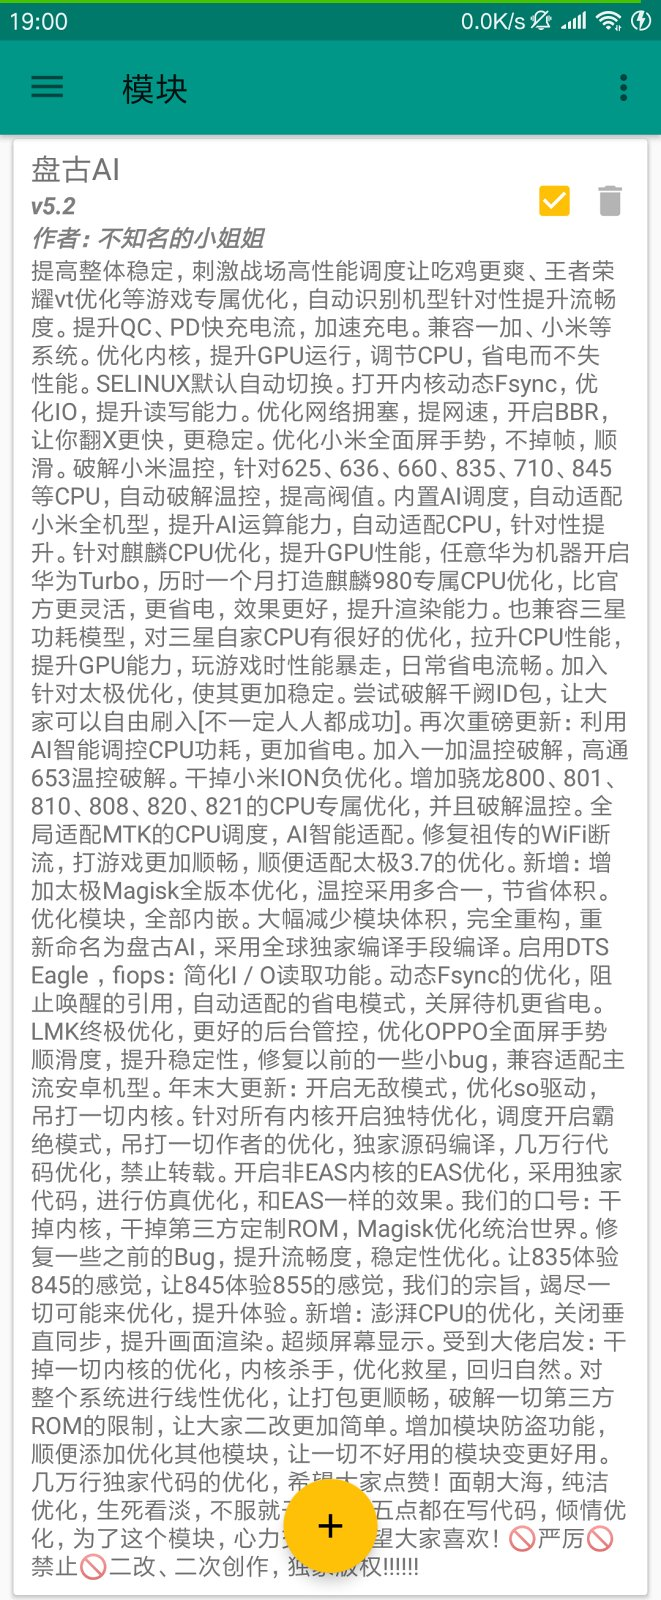 19:00
0.0K/s
模块
盘古AI
v5.2
作者：不知名的小姐姐
提高整体稳定，刺激战场高性能调度让吃鸡更爽、王者荣
耀vt优化等游戏专属优化，自动识别机型针对性提升流畅
度。提升QC、PD快充电流，加速充电。兼容一加、小米等
系统。优化内核，提升GPU运行，调节CPU，省电而不失
性能。SELINUX默认自动切换。打开内核动态Fsync，优
化IO，提升读写能力。优化网络拥塞，提网速，开启BBR，
让你翻X更快，更稳定。优化小米全面屏手势，不掉帧，顺
滑。破解小米温控，针对625、636、660、835、710、845
等CPU，自动破解温控，提高阀值。内置AI调度，自动适配
小米全机型，提升AI运算能力，自动适配CPU，针对性提
升。针对麒麟CPU优化，提升GPU性能，任意华为机器开启
华为Turbo，历时一个月打造麒麟980专属CPU优化，比官
方更灵活，更省电，效果更好，提升渲染能力。也兼容三星
功耗模型，对三星自家CPU有很好的优化，拉升CPU性能，
提升GPU能力，玩游戏时性能暴走，日常省电流畅。加入
针对太极优化，使其更加稳定。尝试破解千阙ID包，让大
家可以自由刷入[不一定人人都成功]。再次重磅更新：利用
AI智能调控CPU功耗，更加省电。加入一加温控破解，高通
653温控破解。干掉小米ION负优化。增加骁龙800、801、
810、808、820、821的CPU专属优化，并且破解温控。全
局适配MTK的CPU调度，AI智能适配。修复祖传的WiFi断
流，打游戏更加顺畅，顺便适配太极3.7的优化。新增：增
加太极Magisk全版本优化，温控采用多合一，节省体积。
优化模块，全部内嵌。大幅减少模块体积，完全重构，重
新命名为盘古AI，采用全球独家编译手段编译。启用DTS
Eagle，fiops：简化I / O读取功能。动态Fsync的优化，阻
止唤醒的引用，自动适配的省电模式，关屏待机更省电。
LMK终极优化，更好的后台管控，优化OPPO全面屏手势
顺滑度，提升稳定性，修复以前的一些小bug，兼容适配主
流安卓机型。年末大更新：开启无敌模式，优化so驱动，
吊打一切内核。针对所有内核开启独特优化，调度开启霸
绝模式，吊打一切作者的优化，独家源码编译，几万行代
码优化，禁止转载。开启非EAS内核的EAS优化，采用独家
代码，进行仿真优化，和EAS一样的效果。我们的口号：干
掉内核，干掉第三方定制ROM，Magisk优化统治世界。修
复一些之前的Bug，提升流畅度，稳定性优化。让835体验
845的感觉，让845体验855的感觉，我们的宗旨，竭尽一
切可能来优化，提升体验。新增：澎湃CPU的优化，关闭垂
直同步，提升画面渲染。超频屏幕显示。受到大佬启发：干
掉一切内核的优化，内核杀手，优化救星，回归自然。对
整个系统进行线性优化，让打包更顺畅，破解一切第三方
ROM的限制，让大家二改更加简单。增加模块防盗功能，
顺便添加优化其他模块，让一切不好用的模块变更好用。
几万行独家代码的优化，希望大家点赞！面朝大海，纯洁
优化，生死看淡，不服就 五点都在写代码，倾情优
化，为了这个模块，心力 望大家喜欢！🚫严厉🚫
禁止🚫二改、二次创作，独家版权!!!!!!